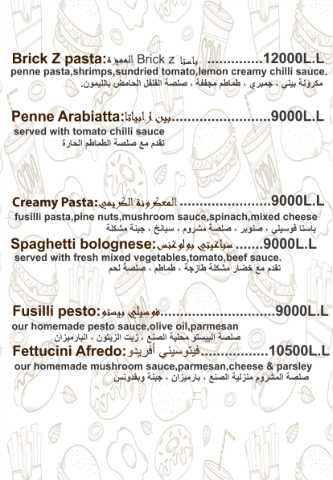 Brick Z pasta: باستا Brick z المميزة ..............12000L.L
penne pasta,shrimps,sundried tomato,lemon creamy chilli sauce.
مكرونة بيني ، جمبري ، طماطم مجففة ، صلصة الفلفل الحامض بالليمون.
Penne Arabiatta:بين أرابياتا.........................9000L.L
served with tomato chilli sauce
تقدم مع صلصة الطماطم الحارة
Creamy Pasta:المعكرونة الكريمي.......................9000L.L
fusilli pasta,pine nuts,mushroom sauce,spinach,mixed cheese
باستا فوسيلي ، صنوبر ، صلصة مشروم ، سبانخ ، جبنة مشكلة
Spaghetti bolognese:سباغيتي بولونيس.......9000L.L
served with fresh mixed vegetables,tomato,beef sauce.
تقدم مع خضار مشكلة طازجة ، طماطم ، صلصة لحم
Fusilli pesto:فوسيلي بيستو............................9000L.L
our homemade pesto sauce,olive oil,parmesan
صلصة البيستو محلية الصنع ، زيت الزيتون ، البارميزان
Fettucini Afredo:فيتوسيني أفريدو.................10500L.L
our homemade mushroom sauce,parmesan,cheese & parsley
صلصة المشروم منزلية الصنع ، بارميزان ، جبنة وبقدونس